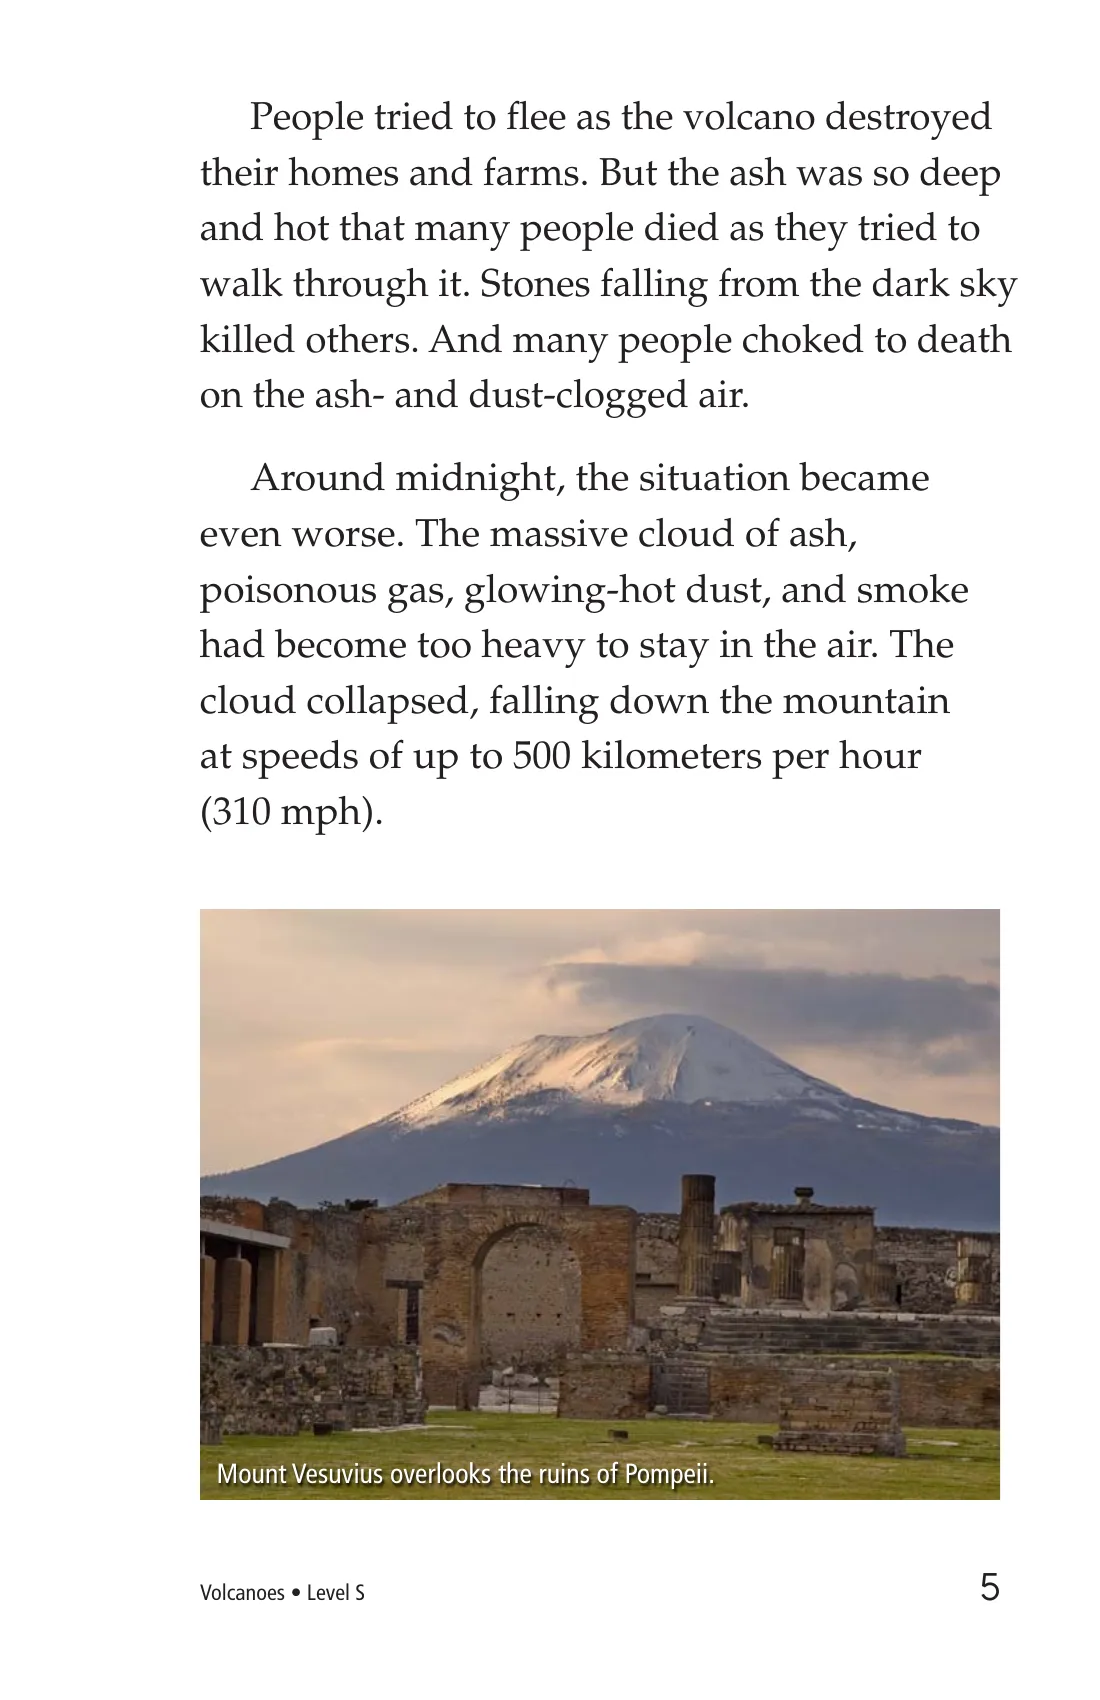 People tried to flee as the volcano destroyed
their homes and farms. But the ash was so deep
and hot that many people died as they tried to
walk through it. Stones falling from the dark sky
killed others. And many people choked to death
on the ash- and dust-clogged air.
Around midnight, the situation became
even worse. The massive cloud of ash,
poisonous gas, glowing-hot dust, and smoke
had become too heavy to stay in the air. The
cloud collapsed, falling down the mountain
at speeds of up to 500 kilometers per hour
(310 mph).
Mount Vesuvius overlooks the ruins of Pompeii.
Volcanoes • Level S
5